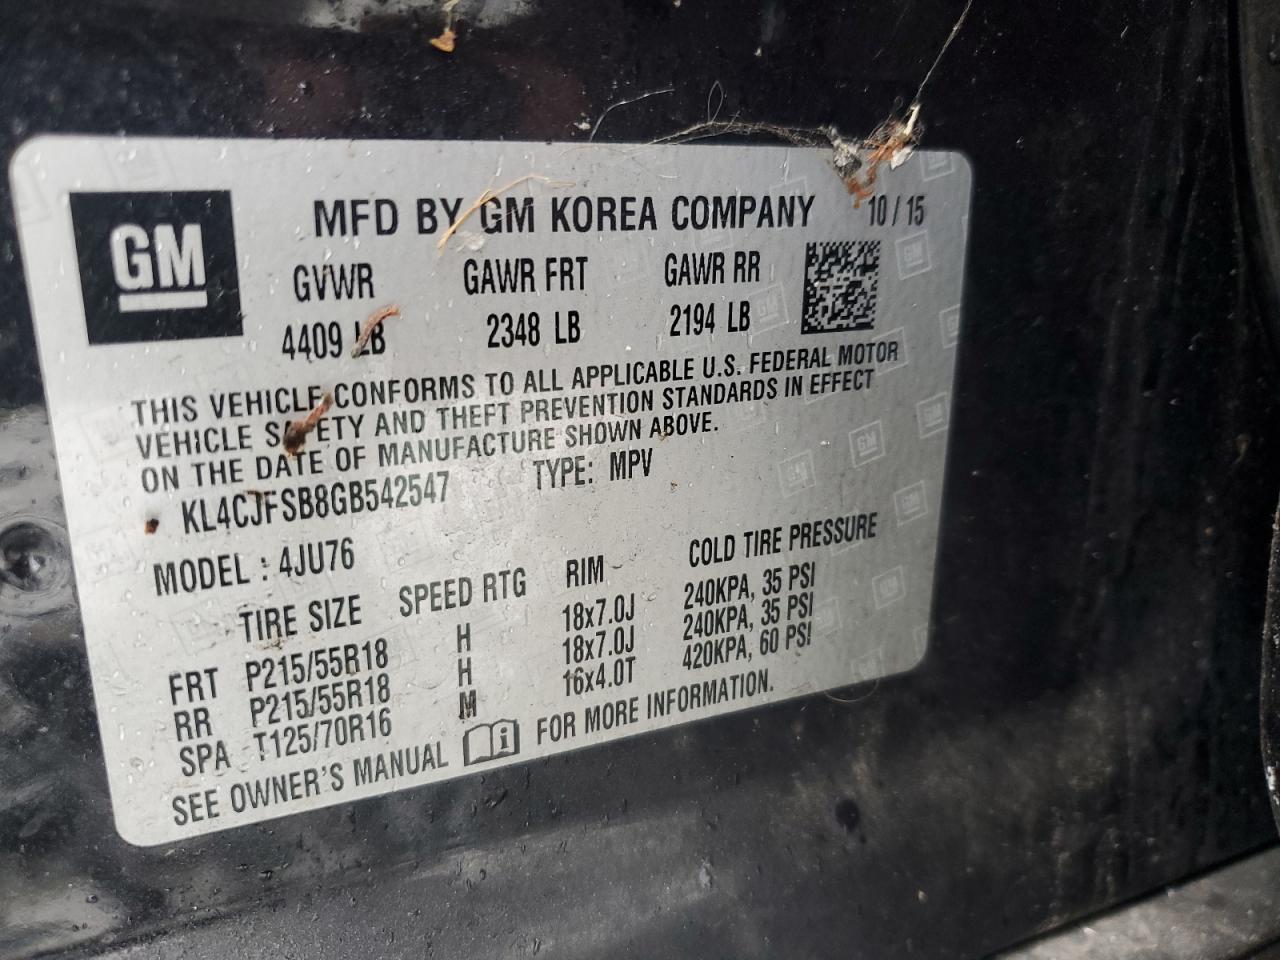 GM
MFD BY GM KOREA COMPANY 10/15
GVWR GAWR FRT GAWR RR
4409 LB 2348 LB 2194 LB
THIS VEHICLE CONFORMS TO ALL APPLICABLE U.S. FEDERAL MOTOR
VEHICLE SAFETY AND THEFT PREVENTION STANDARDS IN EFFECT
ON THE DATE OF MANUFACTURE SHOWN ABOVE.
KL4CJFSB8GB542547 TYPE: MPV
MODEL : 4JU76
TIRE SIZE SPEED RTG RIM COLD TIRE PRESSURE
FRT P215/55R18 H 18x7.0J 240KPA, 35 PSI
RR P215/55R18 H 18x7.0J 240KPA, 35 PSI
SPA T125/70R16 M 16x4.0T 420KPA, 60 PSI
SEE OWNER'S MANUAL i FOR MORE INFORMATION.